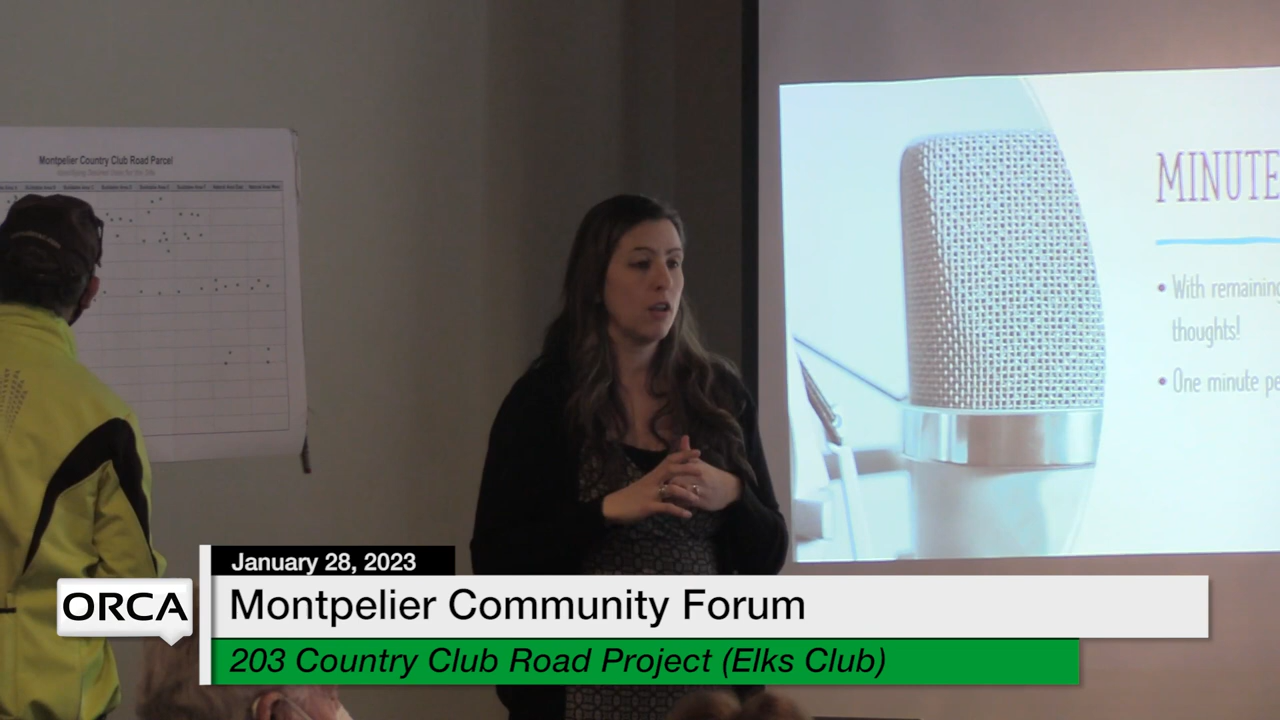 Montpelier Country Club Road Parcel
MINUTE
• With remaining
thoughts!
• One minute pe
January 28, 2023
ORCA
Montpelier Community Forum
203 Country Club Road Project (Elks Club)